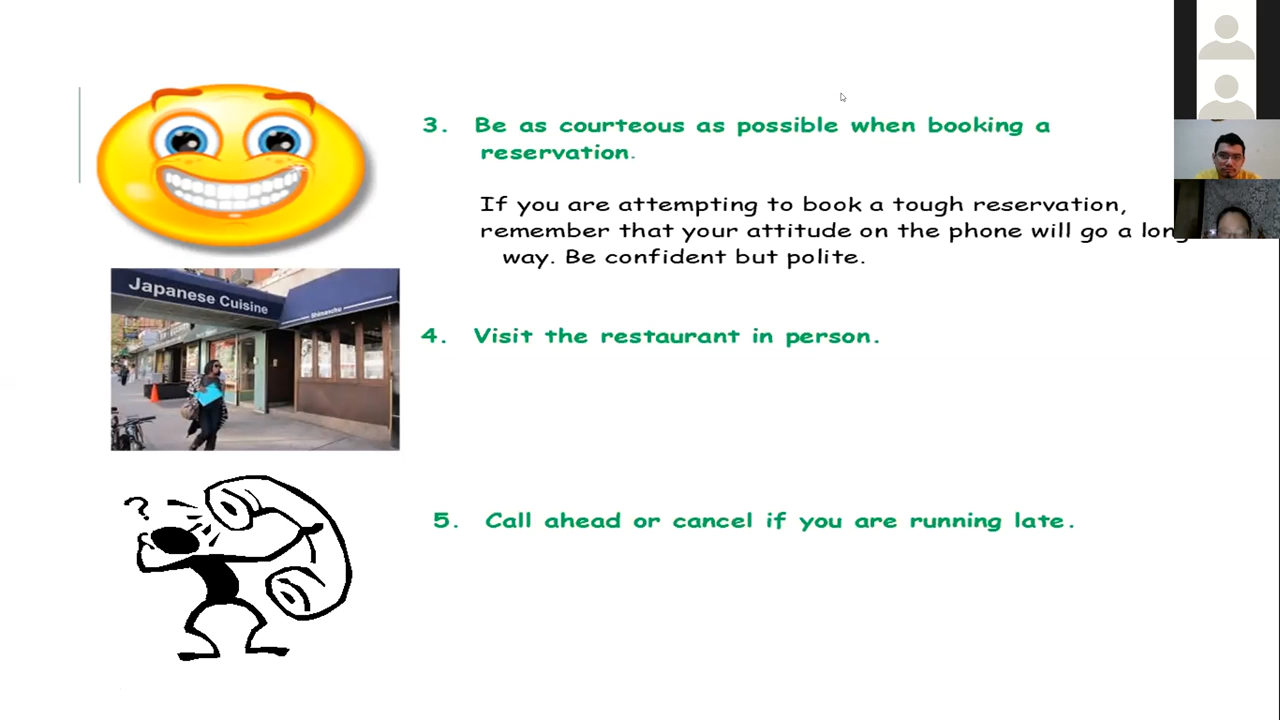 3. Be as courteous as possible when booking a
reservation.
If you are attempting to book a tough reservation,
remember that your attitude on the phone will go a long
way. Be confident but polite.
Japanese Cuisine
4. Visit the restaurant in person.
?
5. Call ahead or cancel if you are running late.